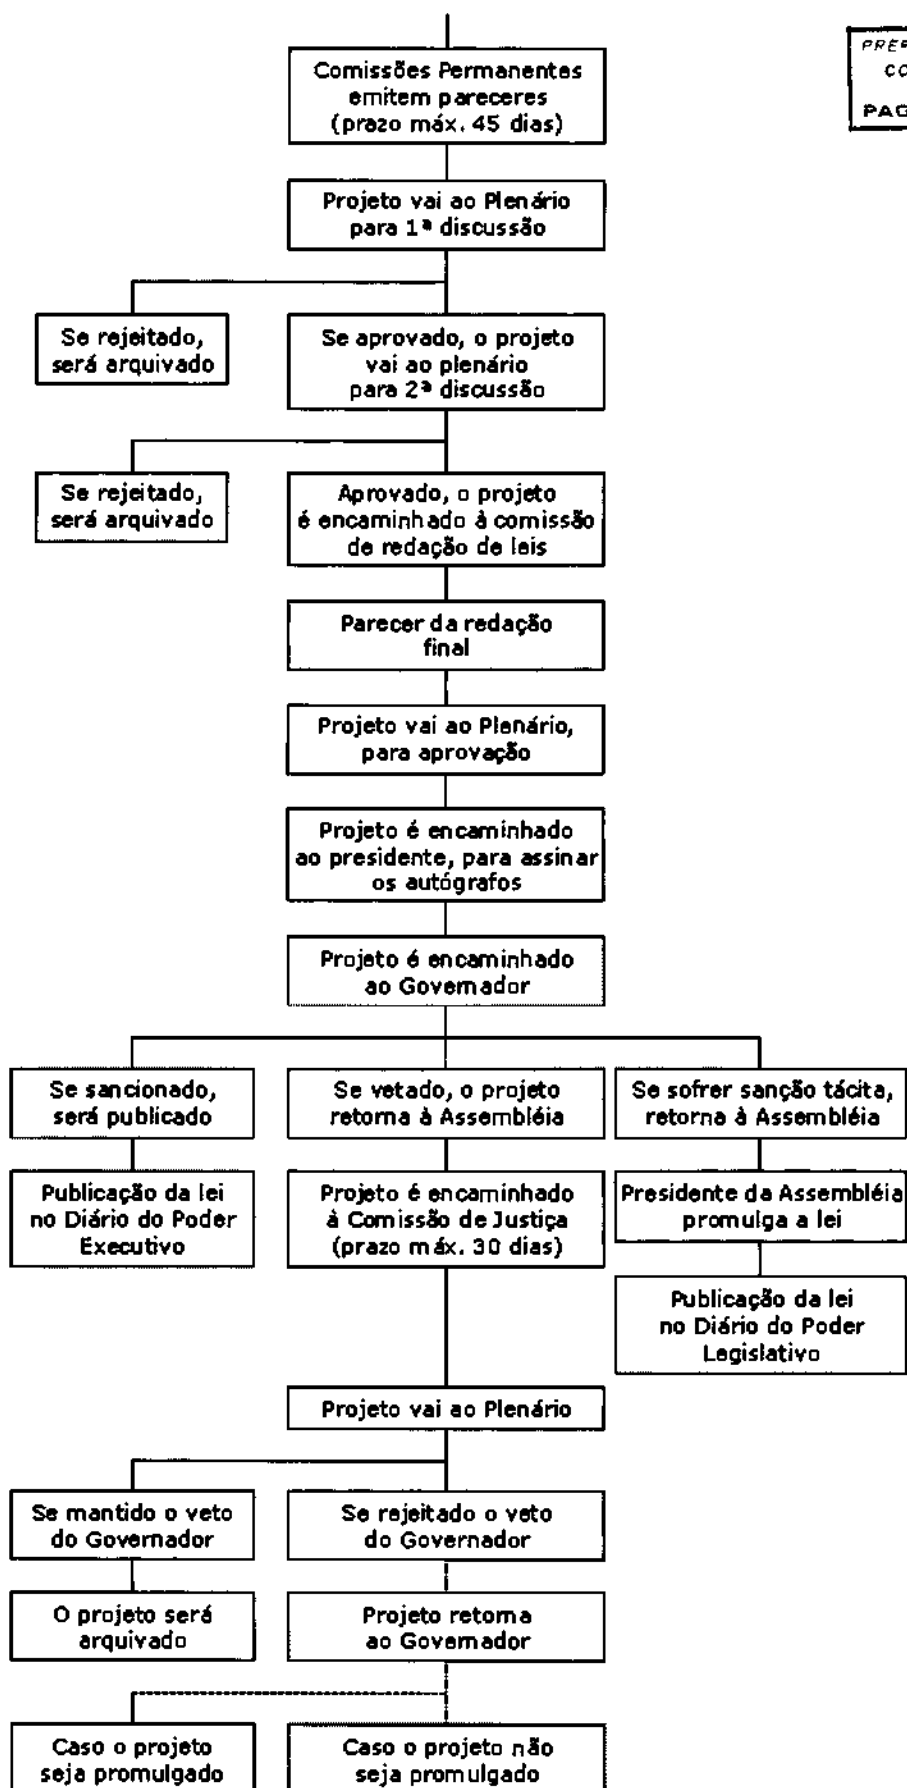 Comissões Permanentes
emitem pareceres
(prazo máx. 45 dias)
PAG
Projeto vai ao Plenário
para 1ª discussão
Se rejeitado,
será arquivado
Se aprovado, o projeto
vai ao plenário
para 2ª discussão
Se rejeitado,
será arquivado
Aprovado, o projeto
é encaminhado à comissão
de redação de leis
Parecer da redação
final
Projeto vai ao Plenário,
para aprovação
Projeto é encaminhado
ao presidente, para assinar
os autógrafos
Projeto é encaminhado
ao Governador
Se sancionado,
será publicado
Se vetado, o projeto
retorna à Assembléia
Se sofrer sanção tácita,
retorna à Assembléia
Publicação da lei
no Diário do Poder
Executivo
Projeto é encaminhado
à Comissão de Justiça
(prazo máx. 30 dias)
Presidente da Assembléia
promulga a lei
Publicação da lei
no Diário do Poder
Legislativo
Projeto vai ao Plenário
Se mantido o veto
do Governador
Se rejeitado o veto
do Governador
O projeto será
arquivado
Projeto retorna
ao Governador
Caso o projeto
seja promulgado
Caso o projeto não
seja promulgado